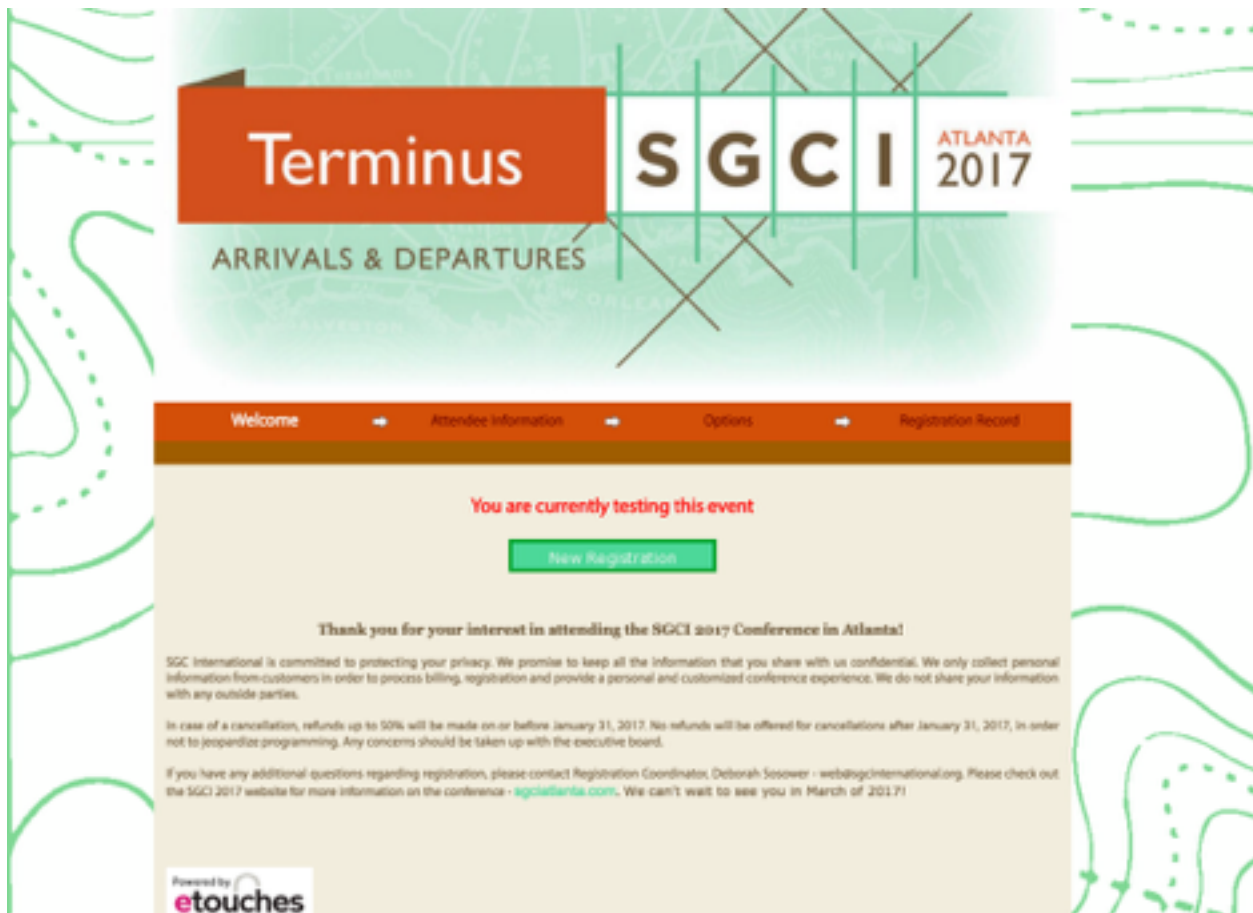 Terminus
SGCI
ATLANTA
2017
ARRIVALS & DEPARTURES
NEW ORLEANS
GALVESTON
Welcome Attendee Information Options Registration Record
You are currently testing this event
New Registration
Thank you for your interest in attending the SGCI 2017 Conference in Atlanta!
SGC International is committed to protecting your privacy. We promise to keep all the information that you share with us confidential. We only collect personal
information from customers in order to process billing, registration and provide a personal and customized conference experience. We do not share your information
with any outside parties.
In case of a cancellation, refunds up to 50% will be made on or before January 31, 2017. No refunds will be offered for cancellations after January 31, 2017, in order
not to jeopardize programming. Any concerns should be taken up with the executive board.
If you have any additional questions regarding registration, please contact Registration Coordinator, Deborah Sosower - web@sgcinternational.org. Please check out
the SGCI 2017 website for more information on the conference - sgciatlanta.com. We can't wait to see you in March of 2017!
Powered by
etouches